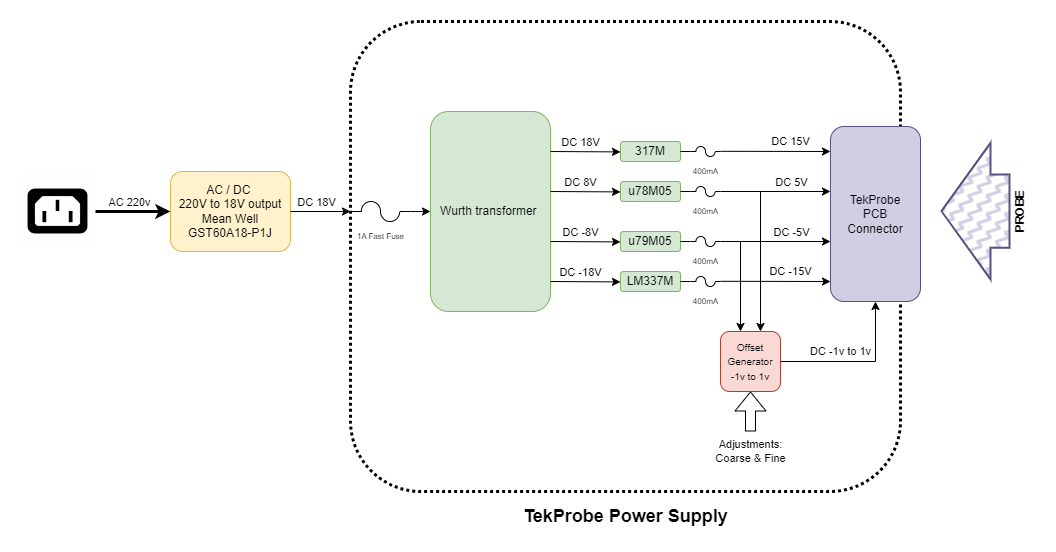 AC 220v
AC / DC
220V to 18V output
Mean Well
GST60A18-P1J
DC 18V
1A Fast Fuse
Wurth transformer
DC 18V
317M
400mA
DC 15V
DC 8V
u78M05
400mA
DC 5V
DC -8V
u79M05
400mA
DC -5V
DC -18V
LM337M
400mA
DC -15V
TekProbe
PCB
Connector
PROBE
Offset
Generator
-1v to 1v
DC -1v to 1v
Adjustments:
Coarse & Fine
TekProbe Power Supply